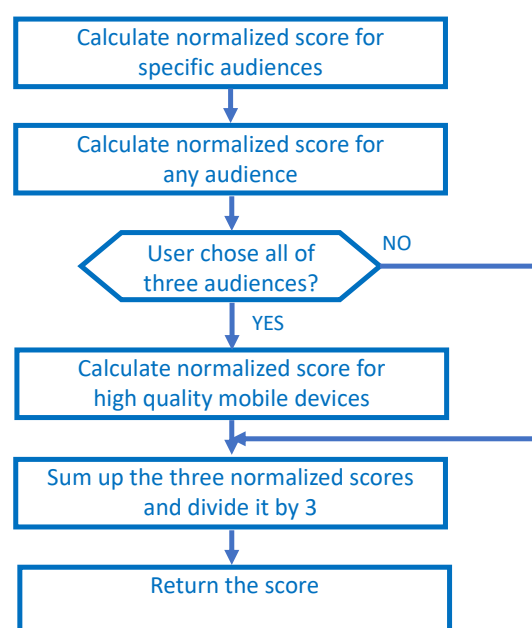 Calculate normalized score for
specific audiences
Calculate normalized score for
any audience
User chose all of
three audiences?
NO
YES
Calculate normalized score for
high quality mobile devices
Sum up the three normalized scores
and divide it by 3
Return the score